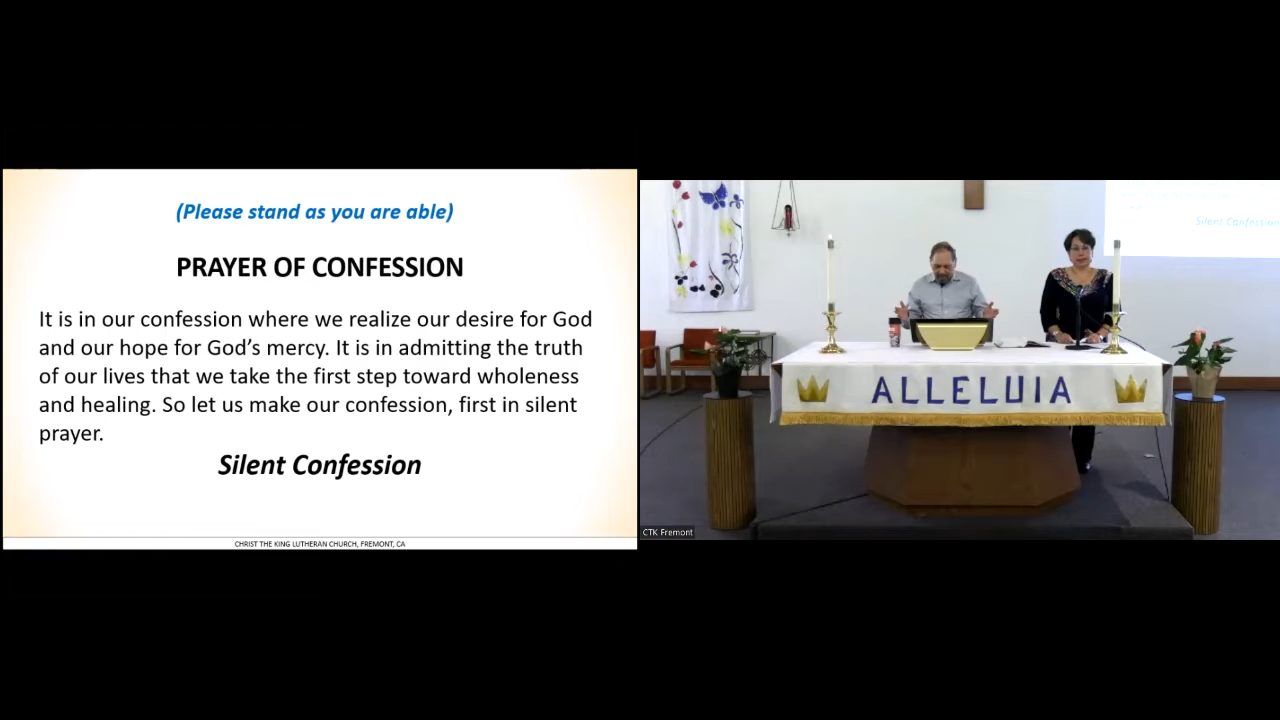 (Please stand as you are able)
PRAYER OF CONFESSION
It is in our confession where we realize our desire for God
and our hope for God’s mercy. It is in admitting the truth
of our lives that we take the first step toward wholeness
and healing. So let us make our confession, first in silent
prayer.
Silent Confession
CHRIST THE KING LUTHERAN CHURCH, FREMONT, CA
Silent Confession
ALLELUIA
CTK Fremont